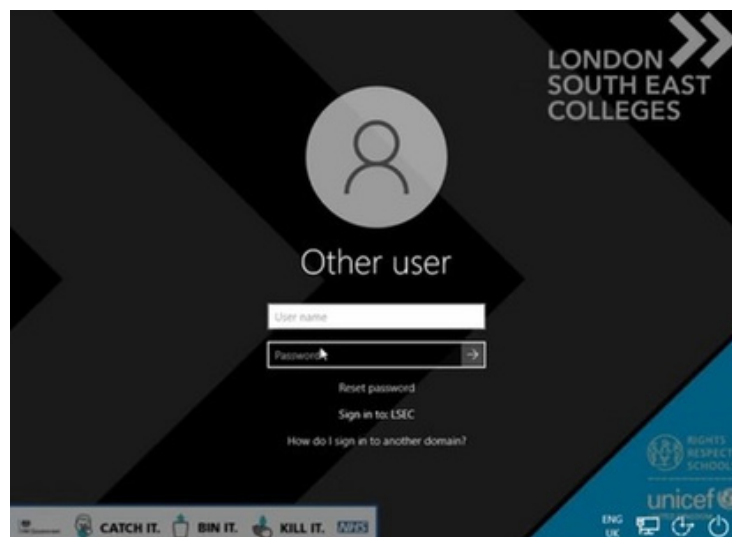 LONDON
SOUTH EAST
COLLEGES
Other user
User name
Password
Reset password
Sign in to: LSEC
How do I sign in to another domain?
RIGHTS
RESPECT
SCHOOL
unicef
CATCH IT. BIN IT. KILL IT. NHS
ENG
UK